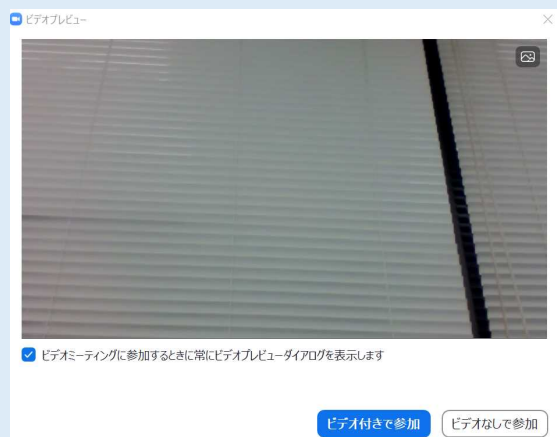 ビデオプレビュー
ビデオミーティングに参加するときに常にビデオプレビューダイアログを表示します
ビデオ付きで参加
ビデオなしで参加